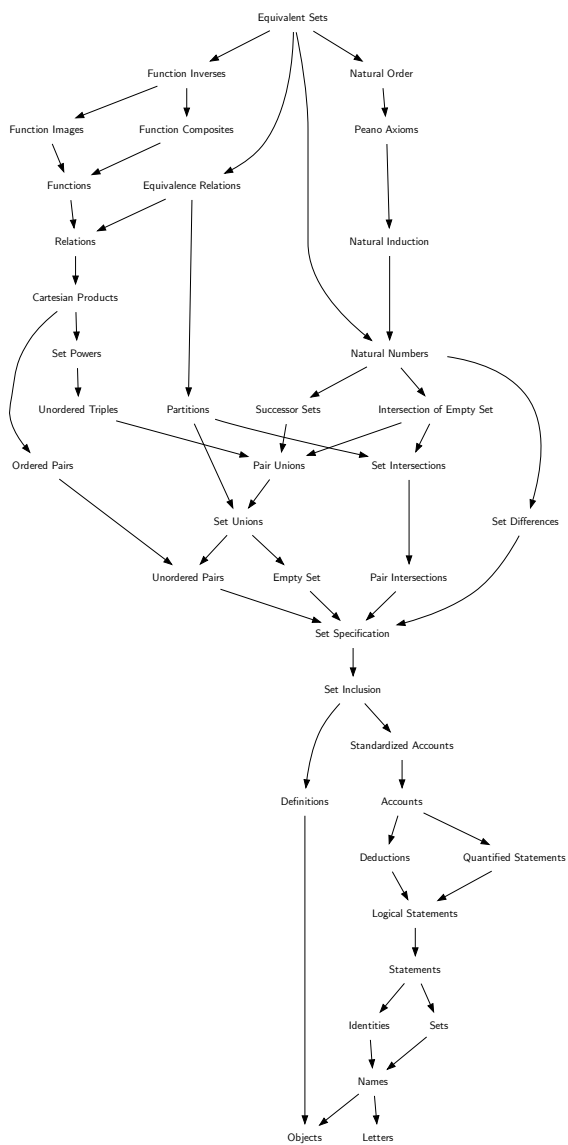 Equivalent Sets
Function Inverses
Natural Order
Function Images
Function Composites
Peano Axioms
Functions
Equivalence Relations
Relations
Natural Induction
Cartesian Products
Set Powers
Natural Numbers
Unordered Triples
Partitions
Successor Sets
Intersection of Empty Set
Ordered Pairs
Pair Unions
Set Intersections
Set Unions
Set Differences
Unordered Pairs
Empty Set
Pair Intersections
Set Specification
Set Inclusion
Standardized Accounts
Definitions
Accounts
Deductions
Quantified Statements
Logical Statements
Statements
Identities
Sets
Names
Objects
Letters